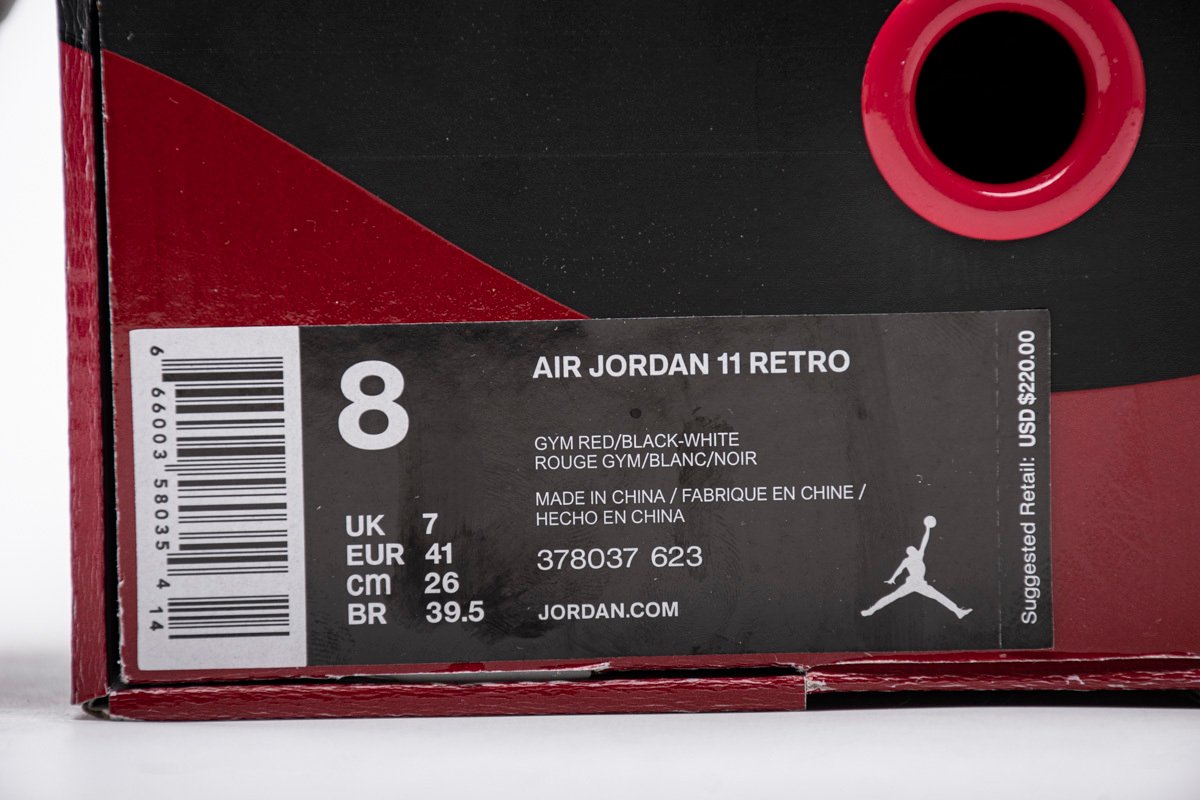 6 66003 58035 4 14
8
AIR JORDAN 11 RETRO
GYM RED/BLACK-WHITE
ROUGE GYM/BLANC/NOIR
MADE IN CHINA / FABRIQUE EN CHINE /
HECHO EN CHINA
378037 623
JORDAN.COM
UK 7
EUR 41
cm 26
BR 39.5
Suggested Retail: USD $220.00